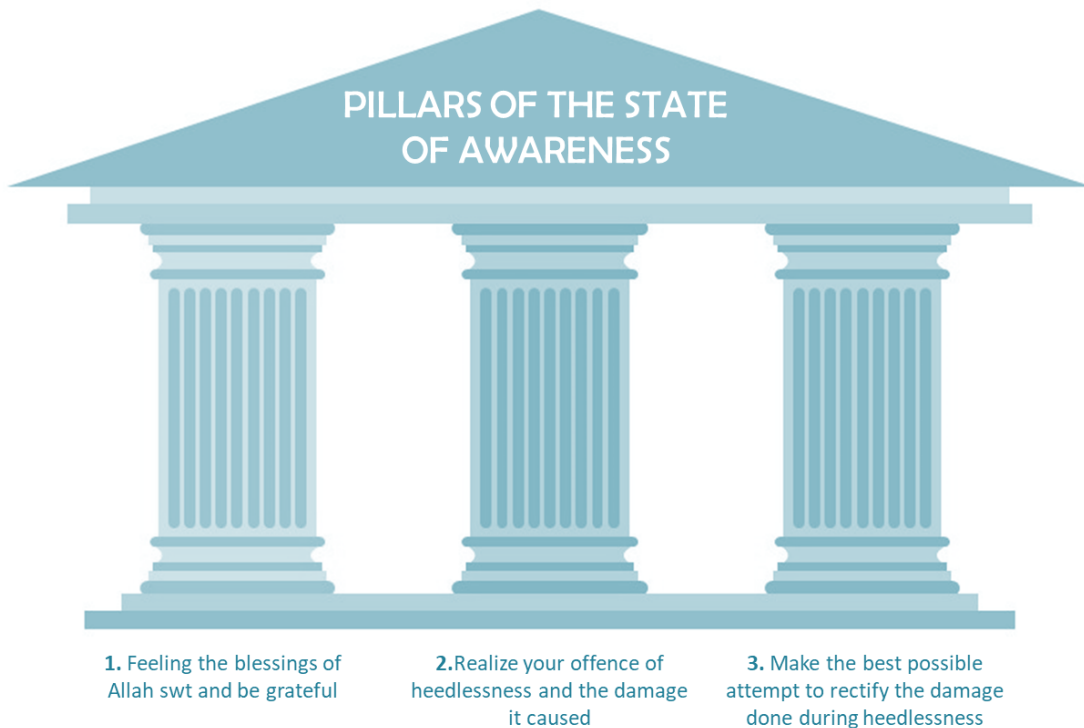 PILLARS OF THE STATE
OF AWARENESS
1. Feeling the blessings of
Allah swt and be grateful
2.Realize your offence of
heedlessness and the damage
it caused
3. Make the best possible
attempt to rectify the damage
done during heedlessness